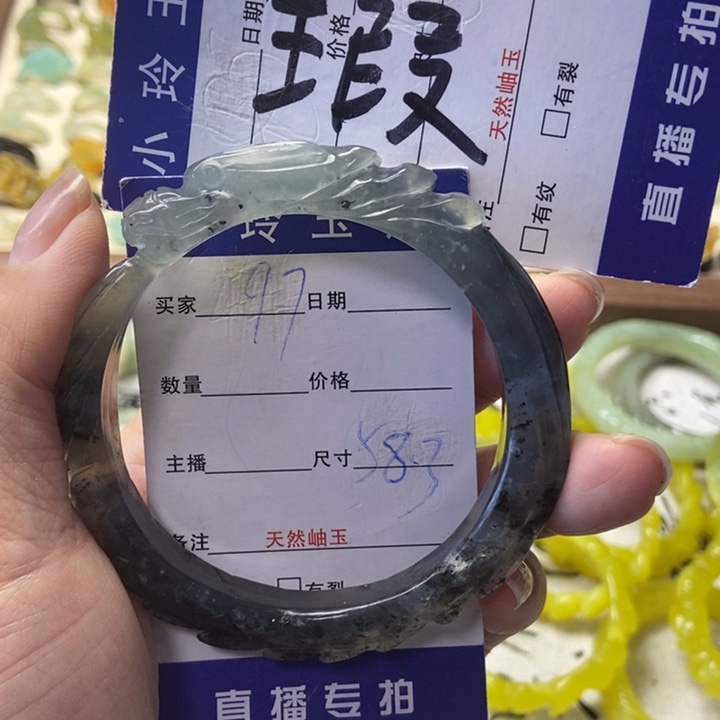 小玲玉
瑕
日期
价格
天然岫玉
有裂
有纹
直播专拍
玲玉
买家 97 日期
数量 价格
主播 尺寸 58.3
备注 天然岫玉
有裂
直播专拍